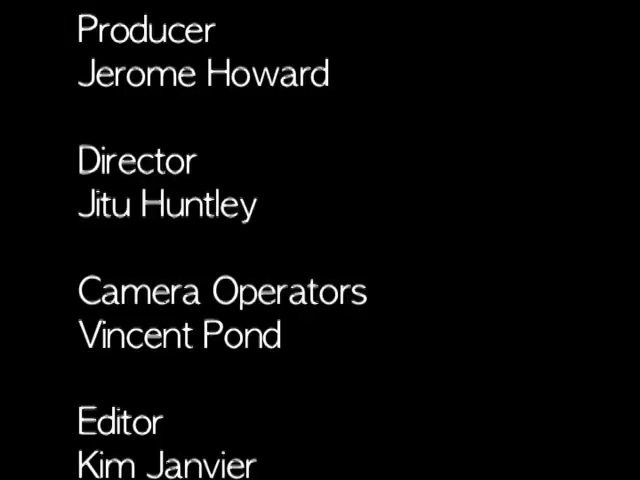 Producer
Jerome Howard
Director
Jitu Huntley
Camera Operators
Vincent Pond
Editor
Kim Janvier